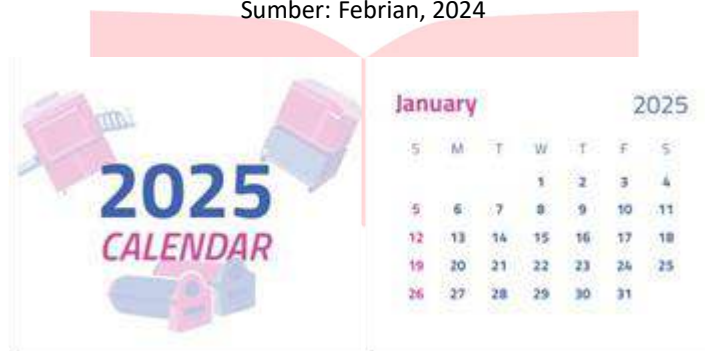 Sumber: Febrian, 2024
2025
CALENDAR
January 2025
S M T W T F S
1 2 3 4
5 6 7 8 9 10 11
12 13 14 15 16 17 18
19 20 21 22 23 24 25
26 27 28 29 30 31